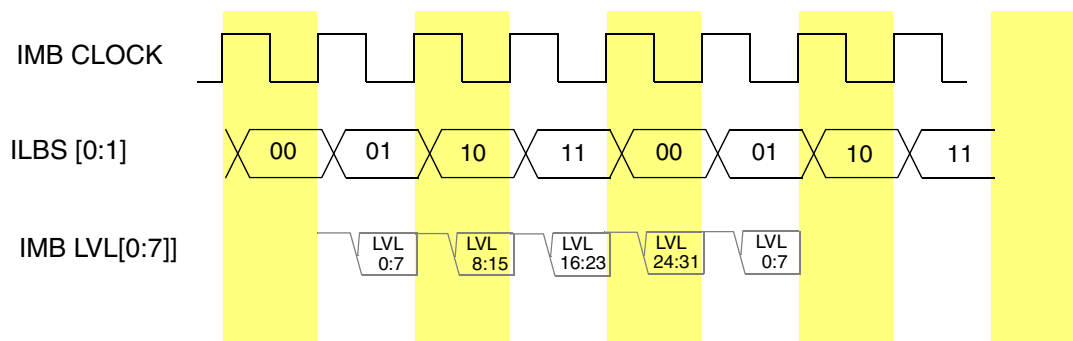 IMB CLOCK
ILBS [0:1]
00 01 10 11 00 01 10 11
IMB LVL[0:7]]
LVL LVL LVL LVL LVL
0:7 8:15 16:23 24:31 0:7